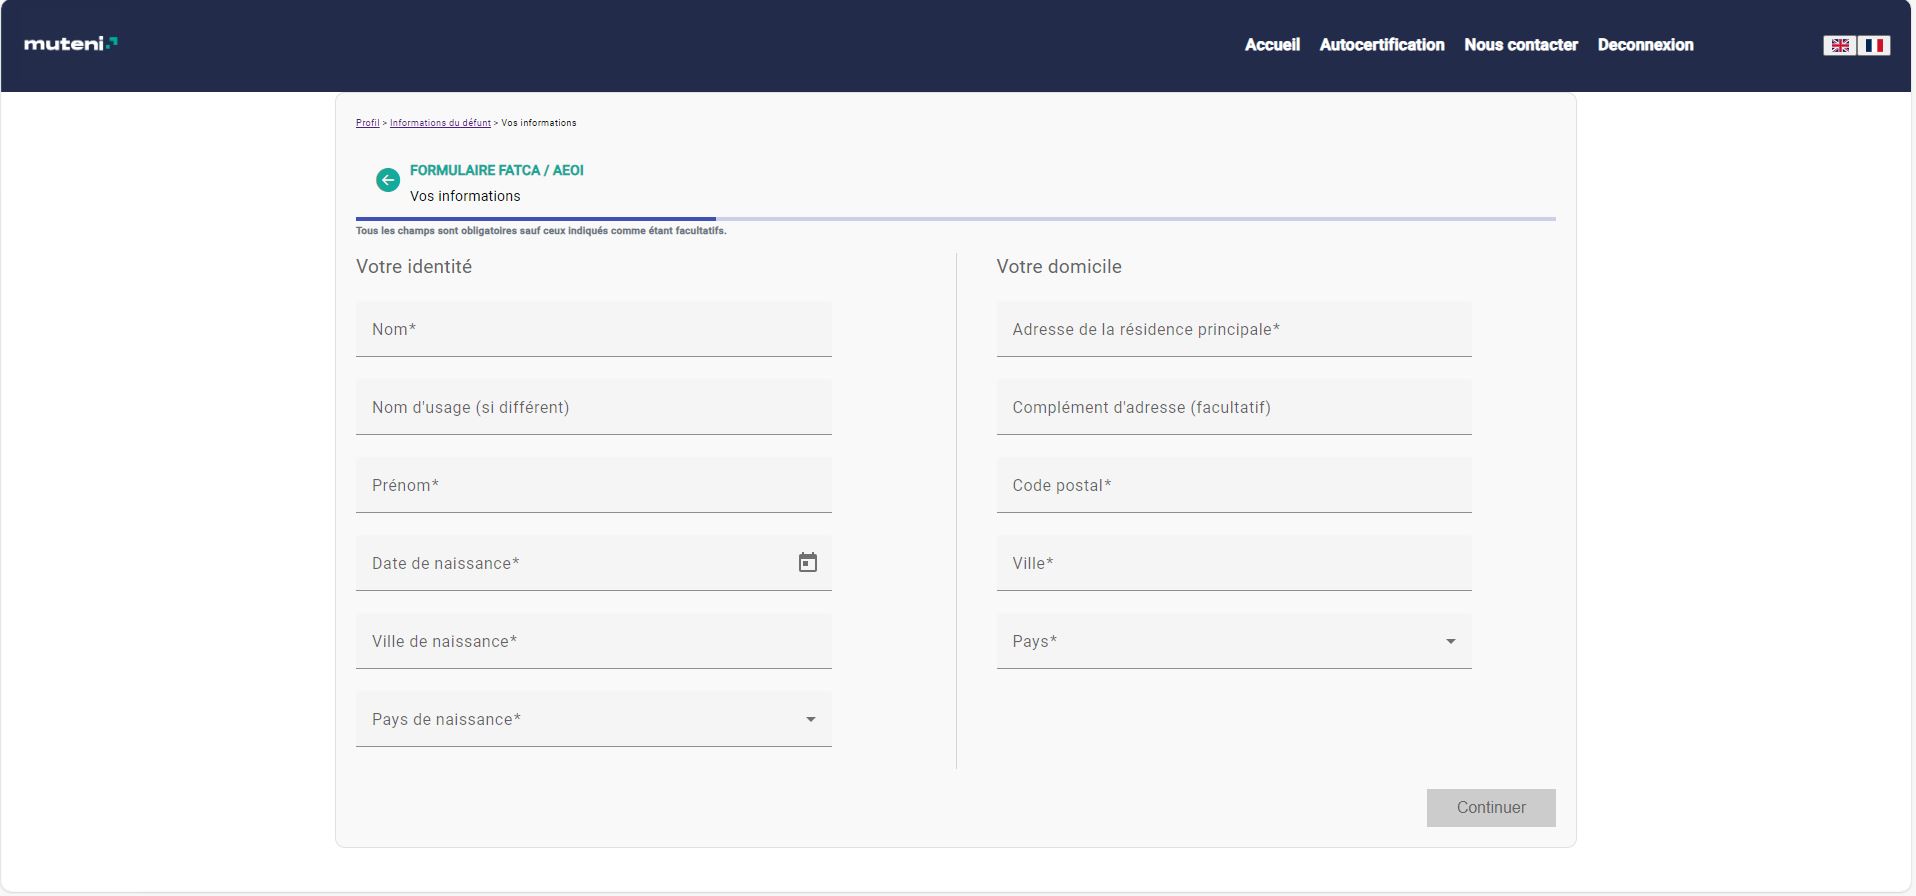 muteni
Accueil Autocertification Nous contacter Deconnexion
Profil > Informations du défunt > Vos informations
FORMULAIRE FATCA / AEOI
Vos informations
Tous les champs sont obligatoires sauf ceux indiqués comme étant facultatifs.
Votre identité
Nom*
Nom d'usage (si différent)
Prénom*
Date de naissance*
Ville de naissance*
Pays de naissance*
Votre domicile
Adresse de la résidence principale*
Complément d'adresse (facultatif)
Code postal*
Ville*
Pays*
Continuer